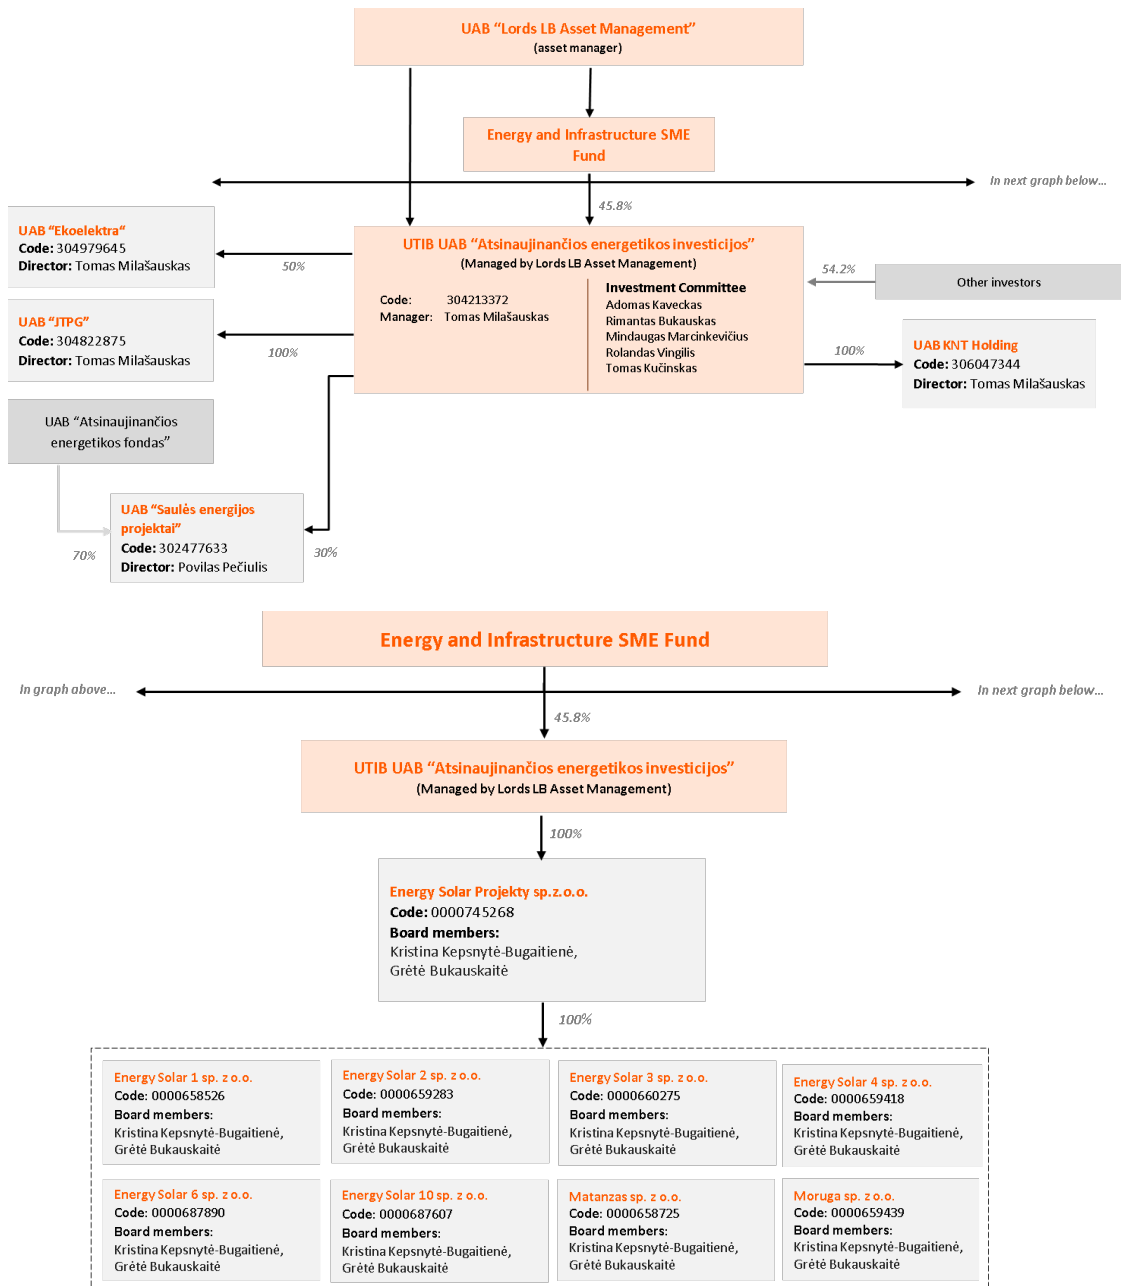 UAB “Lords LB Asset Management”
(asset manager)
Energy and Infrastructure SME
Fund
In next graph below...
45.8%
UAB “Ekoelektra“
Code: 304979645
Director: Tomas Milašauskas
50%
UAB “JTPG”
Code: 304822875
Director: Tomas Milašauskas
100%
UTIB UAB “Atsinaujinančios energetikos investicijos”
(Managed by Lords LB Asset Management)
Code: 304213372
Manager: Tomas Milašauskas
Investment Committee
Adomas Kaveckas
Rimantas Bukauskas
Mindaugas Marcinkevičius
Rolandas Vingilis
Tomas Kučinskas
54.2%
Other investors
100%
UAB KNT Holding
Code: 306047344
Director: Tomas Milašauskas
UAB “Atsinaujinančios
energetikos fondas”
UAB “Saulės energijos
projektai”
Code: 302477633
Director: Povilas Pečiulis
70%
30%
Energy and Infrastructure SME Fund
In graph above...
In next graph below...
45.8%
UTIB UAB “Atsinaujinančios energetikos investicijos”
(Managed by Lords LB Asset Management)
100%
Energy Solar Projekty sp.z.o.o.
Code: 0000745268
Board members:
Kristina Kepsnytė-Bugaitienė,
Grėtė Bukauskaitė
100%
Energy Solar 1 sp. z o.o.
Code: 0000658526
Board members:
Kristina Kepsnytė-Bugaitienė,
Grėtė Bukauskaitė
Energy Solar 2 sp. z o.o.
Code: 0000659283
Board members:
Kristina Kepsnytė-Bugaitienė,
Grėtė Bukauskaitė
Energy Solar 3 sp. z o.o.
Code: 0000660275
Board members:
Kristina Kepsnytė-Bugaitienė,
Grėtė Bukauskaitė
Energy Solar 4 sp. z o.o.
Code: 0000659418
Board members:
Kristina Kepsnytė-Bugaitienė,
Grėtė Bukauskaitė
Energy Solar 6 sp. z o.o.
Code: 0000687890
Board members:
Kristina Kepsnytė-Bugaitienė,
Grėtė Bukauskaitė
Energy Solar 10 sp. z o.o.
Code: 0000687607
Board members:
Kristina Kepsnytė-Bugaitienė,
Grėtė Bukauskaitė
Matanzas sp. z o.o.
Code: 0000658725
Board members:
Kristina Kepsnytė-Bugaitienė,
Grėtė Bukauskaitė
Moruga sp. z o.o.
Code: 0000659439
Board members:
Kristina Kepsnytė-Bugaitienė,
Grėtė Bukauskaitė